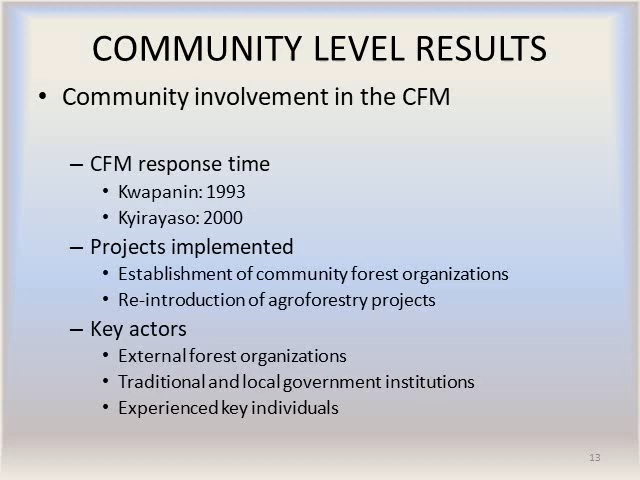 COMMUNITY LEVEL RESULTS
• Community involvement in the CFM
– CFM response time
• Kwapanin: 1993
• Kyirayaso: 2000
– Projects implemented
• Establishment of community forest organizations
• Re-introduction of agroforestry projects
– Key actors
• External forest organizations
• Traditional and local government institutions
• Experienced key individuals
13